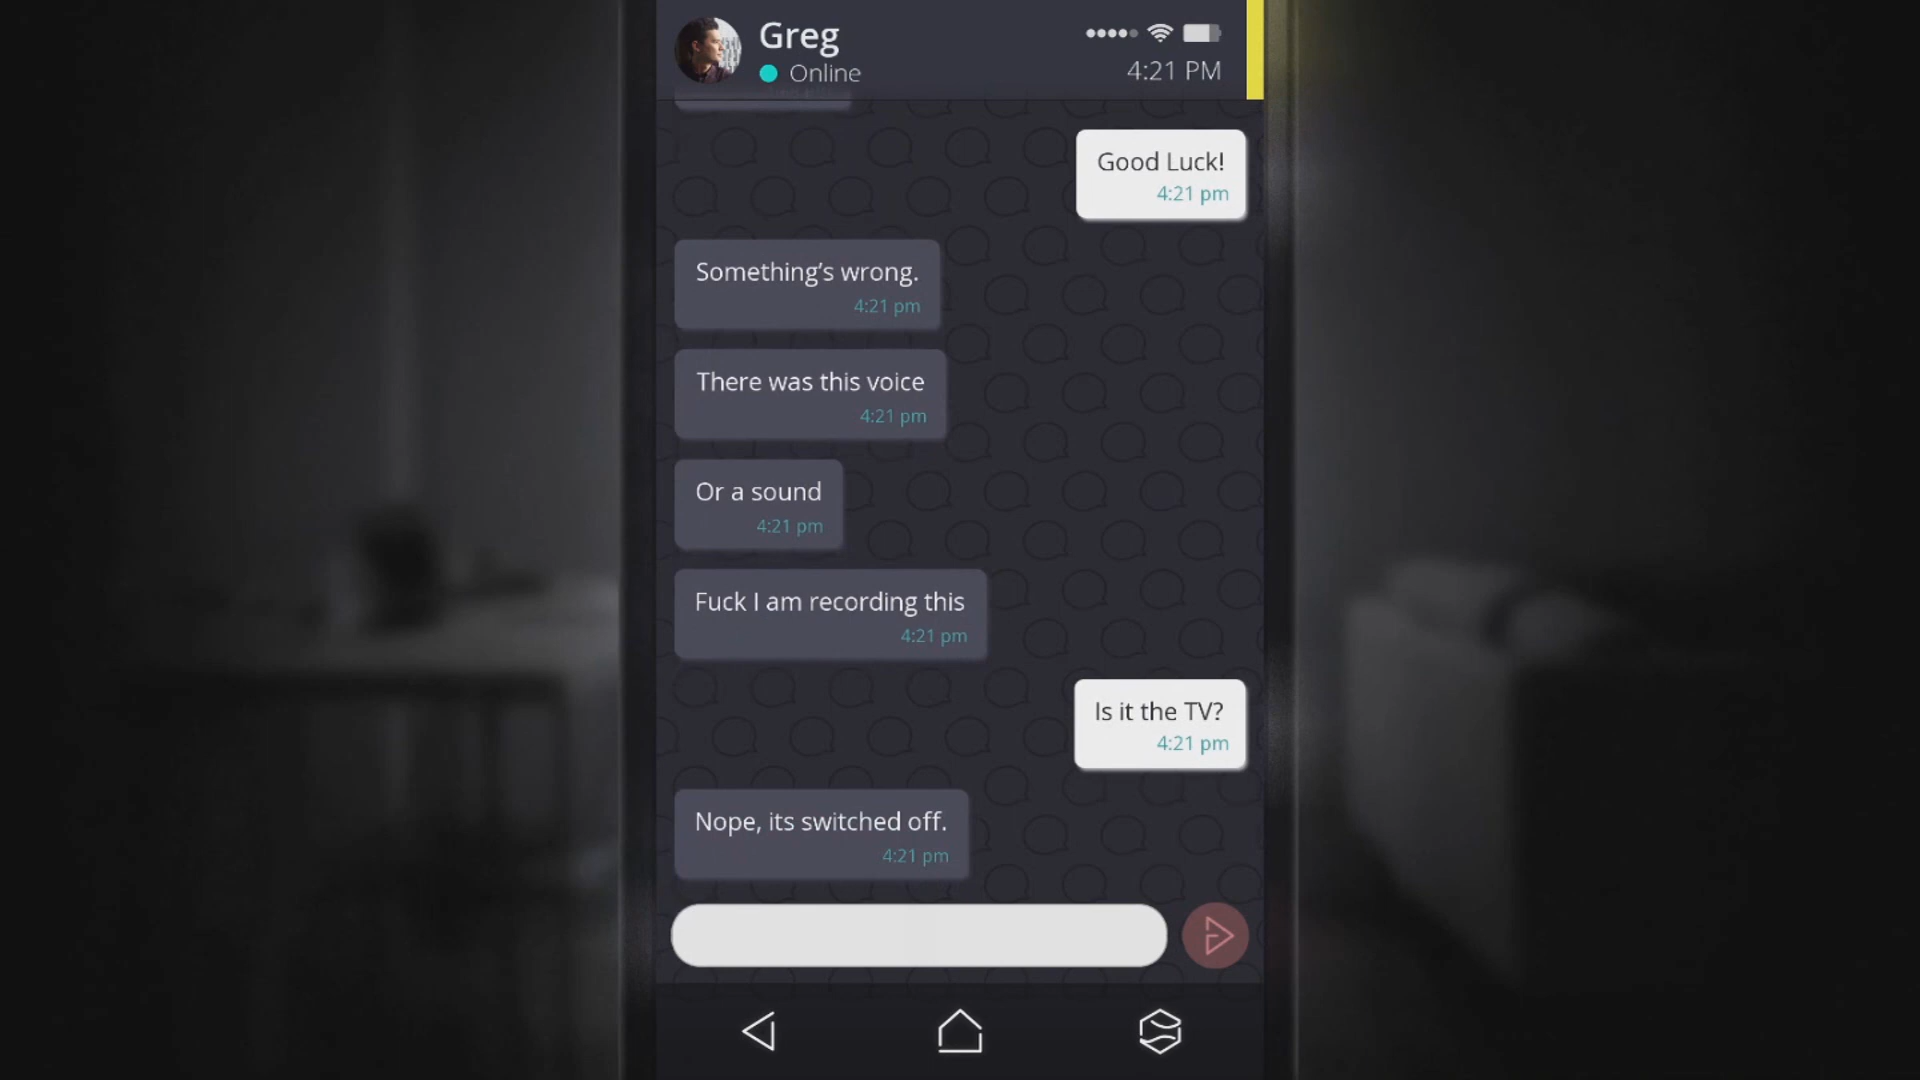 Greg
Online
4:21 PM
Good Luck!
4:21 pm
Something’s wrong.
4:21 pm
There was this voice
4:21 pm
Or a sound
4:21 pm
Fuck I am recording this
4:21 pm
Is it the TV?
4:21 pm
Nope, its switched off.
4:21 pm